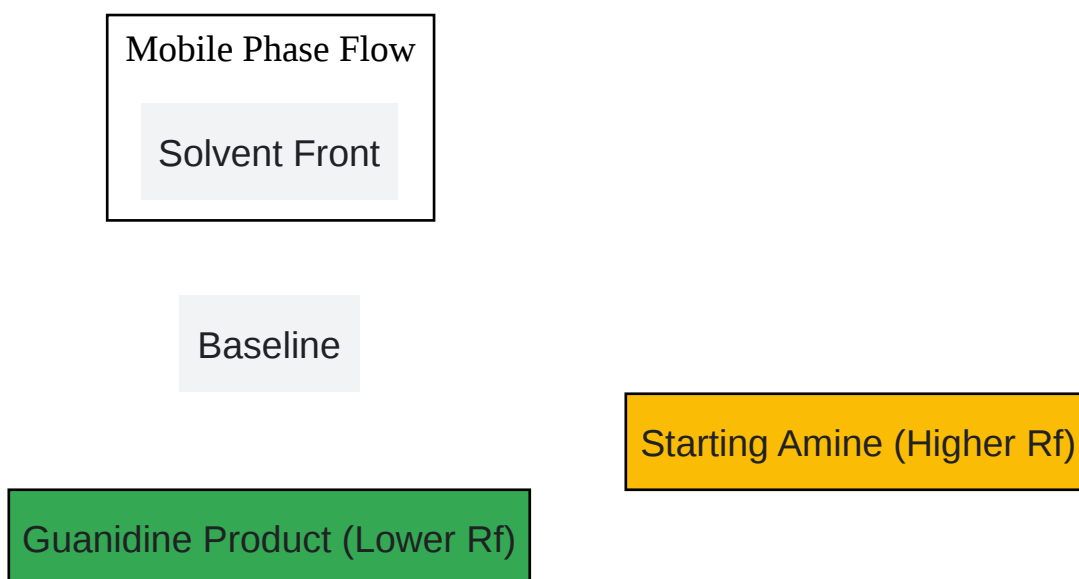 Mobile Phase Flow
Solvent Front
Baseline
Starting Amine (Higher Rf)
Guanidine Product (Lower Rf)